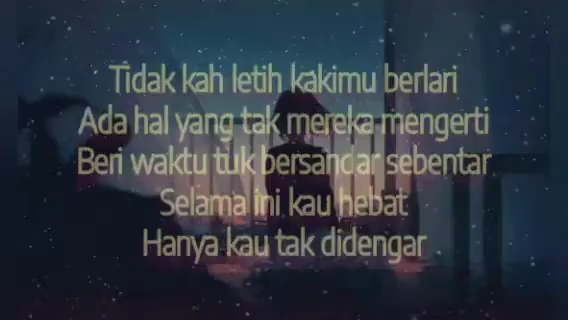 Tidak kah letih kakimu berlari
Ada hal yang tak mereka mengerti
Beri waktu tuk bersandar sebentar
Selama ini kau hebat
Hanya kau tak didengar